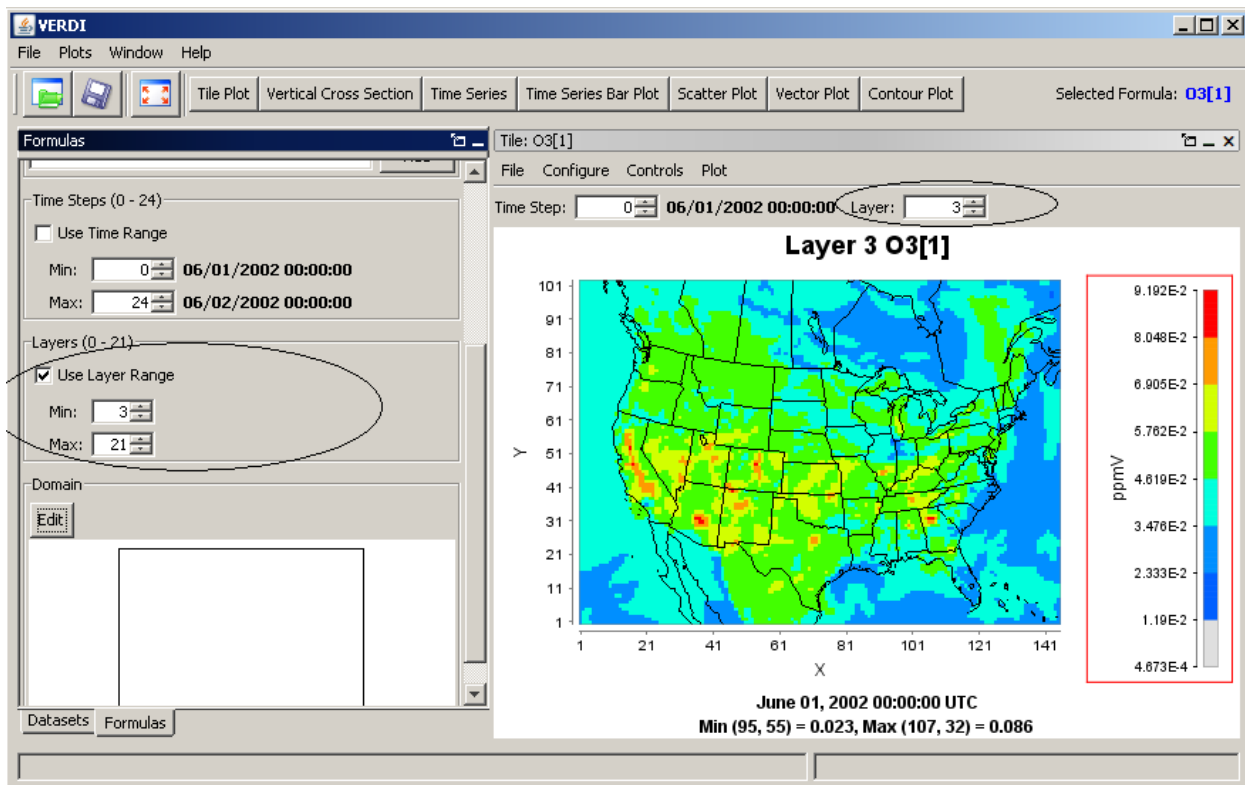 VERDI
File Plots Window Help
Tile Plot Vertical Cross Section Time Series Time Series Bar Plot Scatter Plot Vector Plot Contour Plot Selected Formula: O3[1]
Formulas
Time Steps (0 - 24)
Use Time Range
Min: 0 06/01/2002 00:00:00
Max: 24 06/02/2002 00:00:00
Layers (0 - 21)
Use Layer Range
Min: 3
Max: 21
Domain
Edit
Datasets Formulas
Tile: O3[1]
File Configure Controls Plot
Time Step: 0 06/01/2002 00:00:00 Layer: 3
Layer 3 O3[1]
101
91
81
71
61
51
41
31
21
11
1
Y
1 21 41 61 81 101 121 141
X
9.192E-2
8.048E-2
6.905E-2
5.762E-2
4.619E-2
3.476E-2
2.333E-2
1.19E-2
4.673E-4
ppmV
June 01, 2002 00:00:00 UTC
Min (95, 55) = 0.023, Max (107, 32) = 0.086